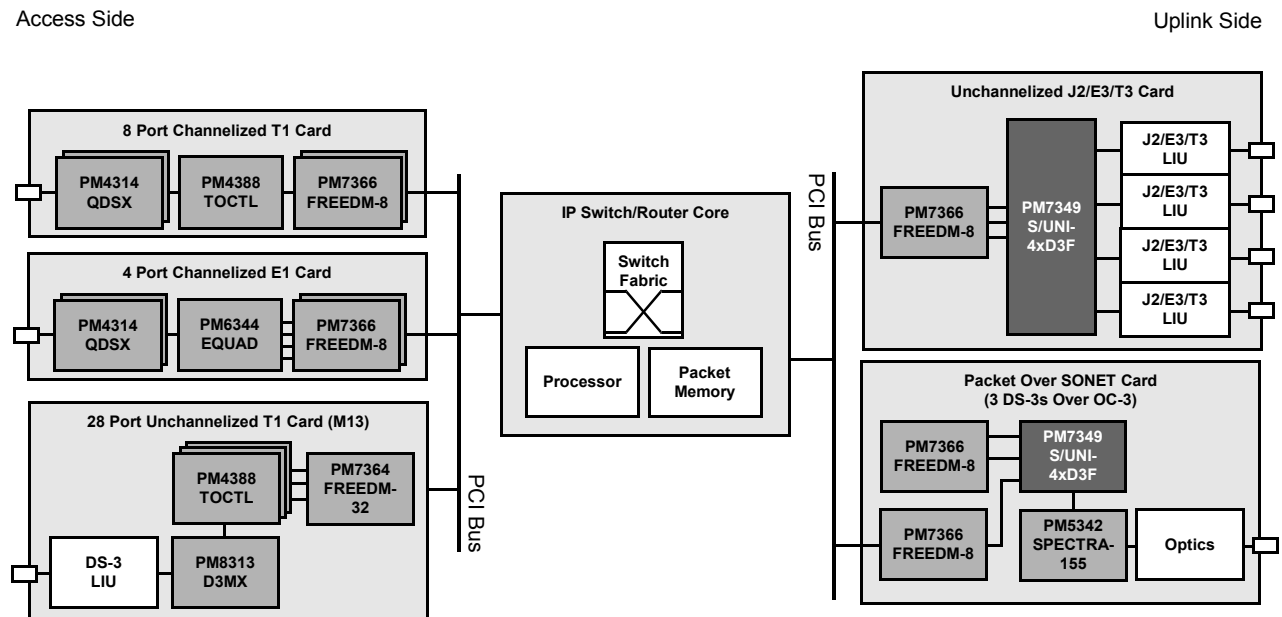 Access Side
Uplink Side
8 Port Channelized T1 Card
PM4314
QDSX
PM4388
TOCTL
PM7366
FREEDM-8
4 Port Channelized E1 Card
PM4314
QDSX
PM6344
EQUAD
PM7366
FREEDM-8
28 Port Unchannelized T1 Card (M13)
PM4388
TOCTL
PM7364
FREEDM-
32
DS-3
LIU
PM8313
D3MX
PCI Bus
IP Switch/Router Core
Switch
Fabric
Processor
Packet
Memory
PCI Bus
Unchannelized J2/E3/T3 Card
PM7366
FREEDM-8
PM7349
S/UNI-
4xD3F
J2/E3/T3
LIU
J2/E3/T3
LIU
J2/E3/T3
LIU
J2/E3/T3
LIU
Packet Over SONET Card
(3 DS-3s Over OC-3)
PM7366
FREEDM-8
PM7349
S/UNI-
4xD3F
PM7366
FREEDM-8
PM5342
SPECTRA-
155
Optics